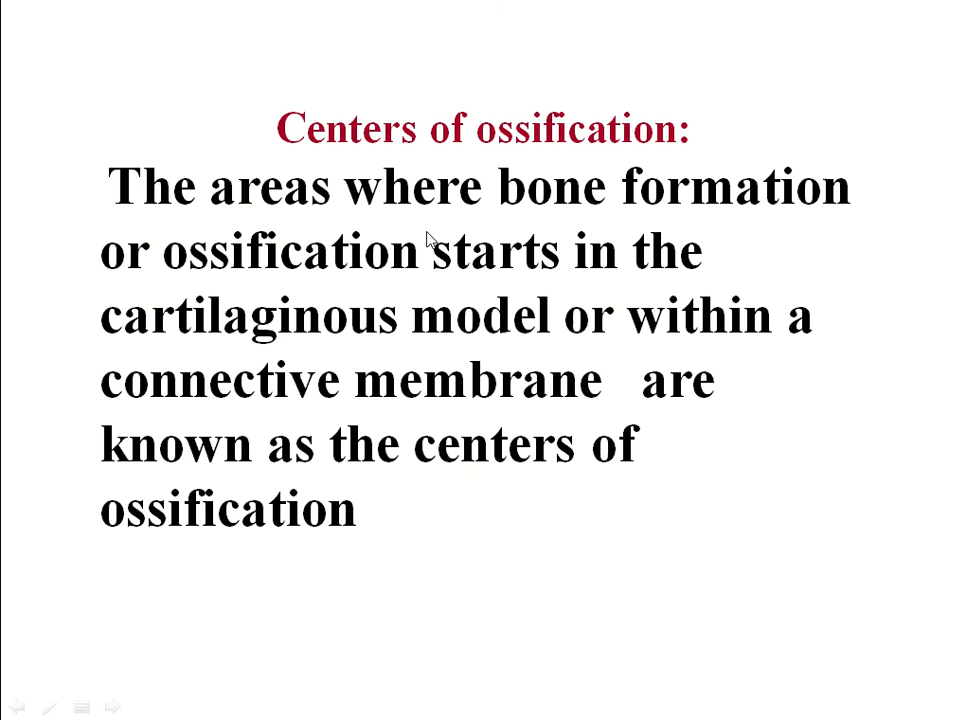 Centers of ossification:
The areas where bone formation
or ossification starts in the
cartilaginous model or within a
connective membrane are
known as the centers of
ossification